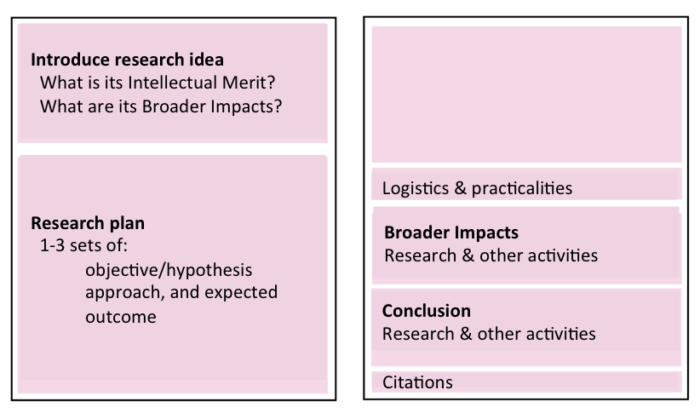 Introduce research idea
What is its Intellectual Merit?
What are its Broader Impacts?
Research plan
1-3 sets of:
objective/hypothesis
approach, and expected
outcome
Logistics & practicalities
Broader Impacts
Research & other activities
Conclusion
Research & other activities
Citations